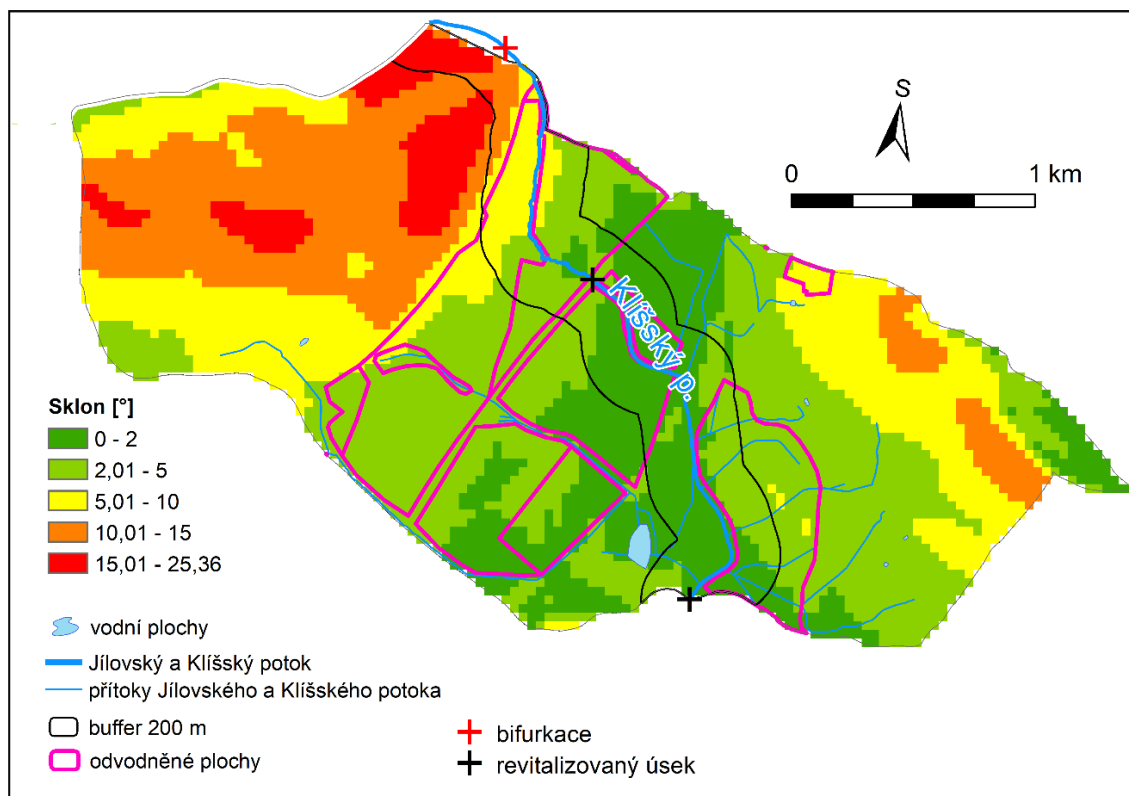 S
0 1 km
Klíšský p.
Sklon [°]
0 - 2
2,01 - 5
5,01 - 10
10,01 - 15
15,01 - 25,36
vodní plochy
Jílovský a Klíšský potok
přítoky Jílovského a Klíšského potoka
buffer 200 m
odvodněné plochy
bifurkace
revitalizovaný úsek